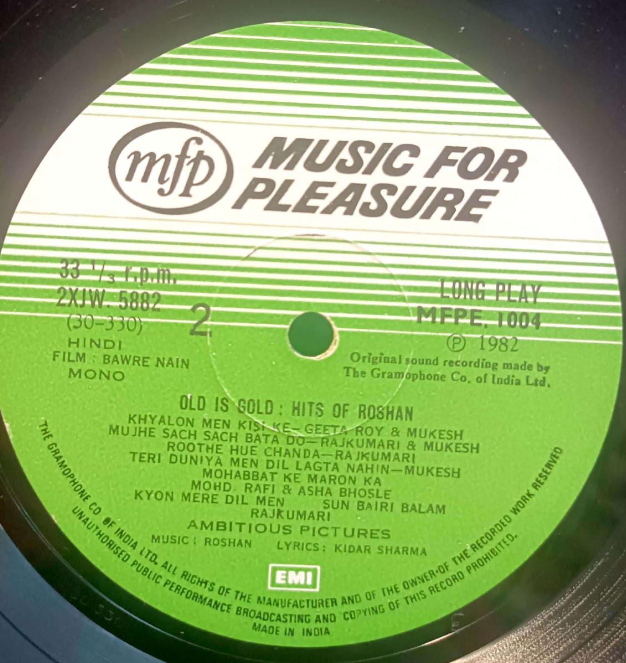 mfp
MUSIC FOR
PLEASURE
33 1/3 r.p.m.
2XJW. 5882
(30-330)
2
HINDI
FILM : BAWRE NAIN
MONO
LONG PLAY
MFPE. 1004
Ⓟ 1982
Original sound recording made by
The Gramophone Co. of India Ltd.
OLD IS GOLD : HITS OF ROSHAN
KHYALON MEN KISI KE—GEETA ROY & MUKESH
MUJHE SACH SACH BATA DO—RAJKUMARI & MUKESH
ROOTHE HUE CHANDA—RAJKUMARI
TERI DUNIYA MEN DIL LAGTA NAHIN—MUKESH
MOHABBAT KE MARON KA
MOHD. RAFI & ASHA BHOSLE
KYON MERE DIL MEN SUN BAIRI BALAM
RAJKUMARI
AMBITIOUS PICTURES
MUSIC : ROSHAN LYRICS : KIDAR SHARMA
EMI
THE GRAMOPHONE CO. OF INDIA LTD. ALL RIGHTS OF THE MANUFACTURER AND OF THE OWNER OF THE RECORDED WORK RESERVED
UNAUTHORISED PUBLIC PERFORMANCE BROADCASTING AND COPYING OF THIS RECORD PROHIBITED.
MADE IN INDIA